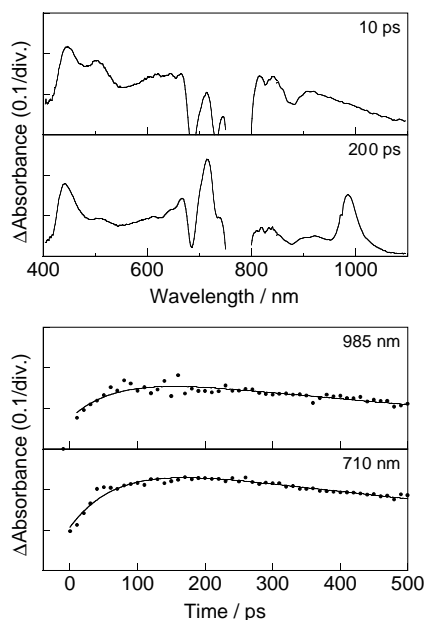 10 ps
ΔAbsorbance (0.1/div.)
200 ps
400 600 800 1000
Wavelength / nm
985 nm
ΔAbsorbance (0.1/div.)
710 nm
0 100 200 300 400 500
Time / ps